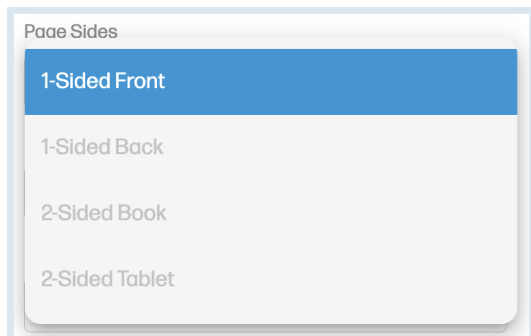 Page Sides
1-Sided Front
1-Sided Back
2-Sided Book
2-Sided Tablet